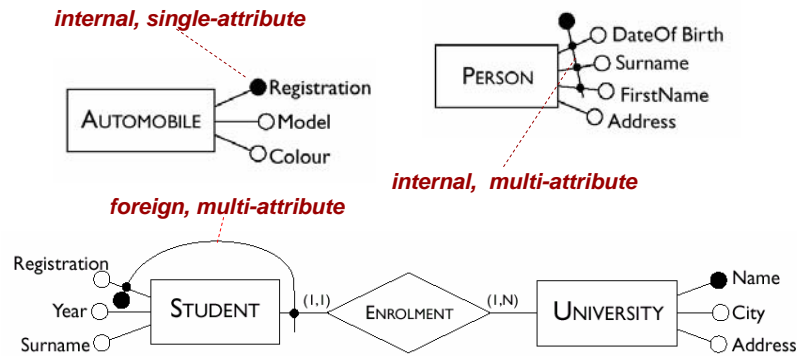 internal, single-attribute
Registration
AUTOMOBILE
Model
Colour
DateOf Birth
Surname
PERSON
FirstName
Address
internal, multi-attribute
foreign, multi-attribute
Registration
Year
STUDENT
Surname
(1,1)
ENROLMENT
(1,N)
UNIVERSITY
Name
City
Address